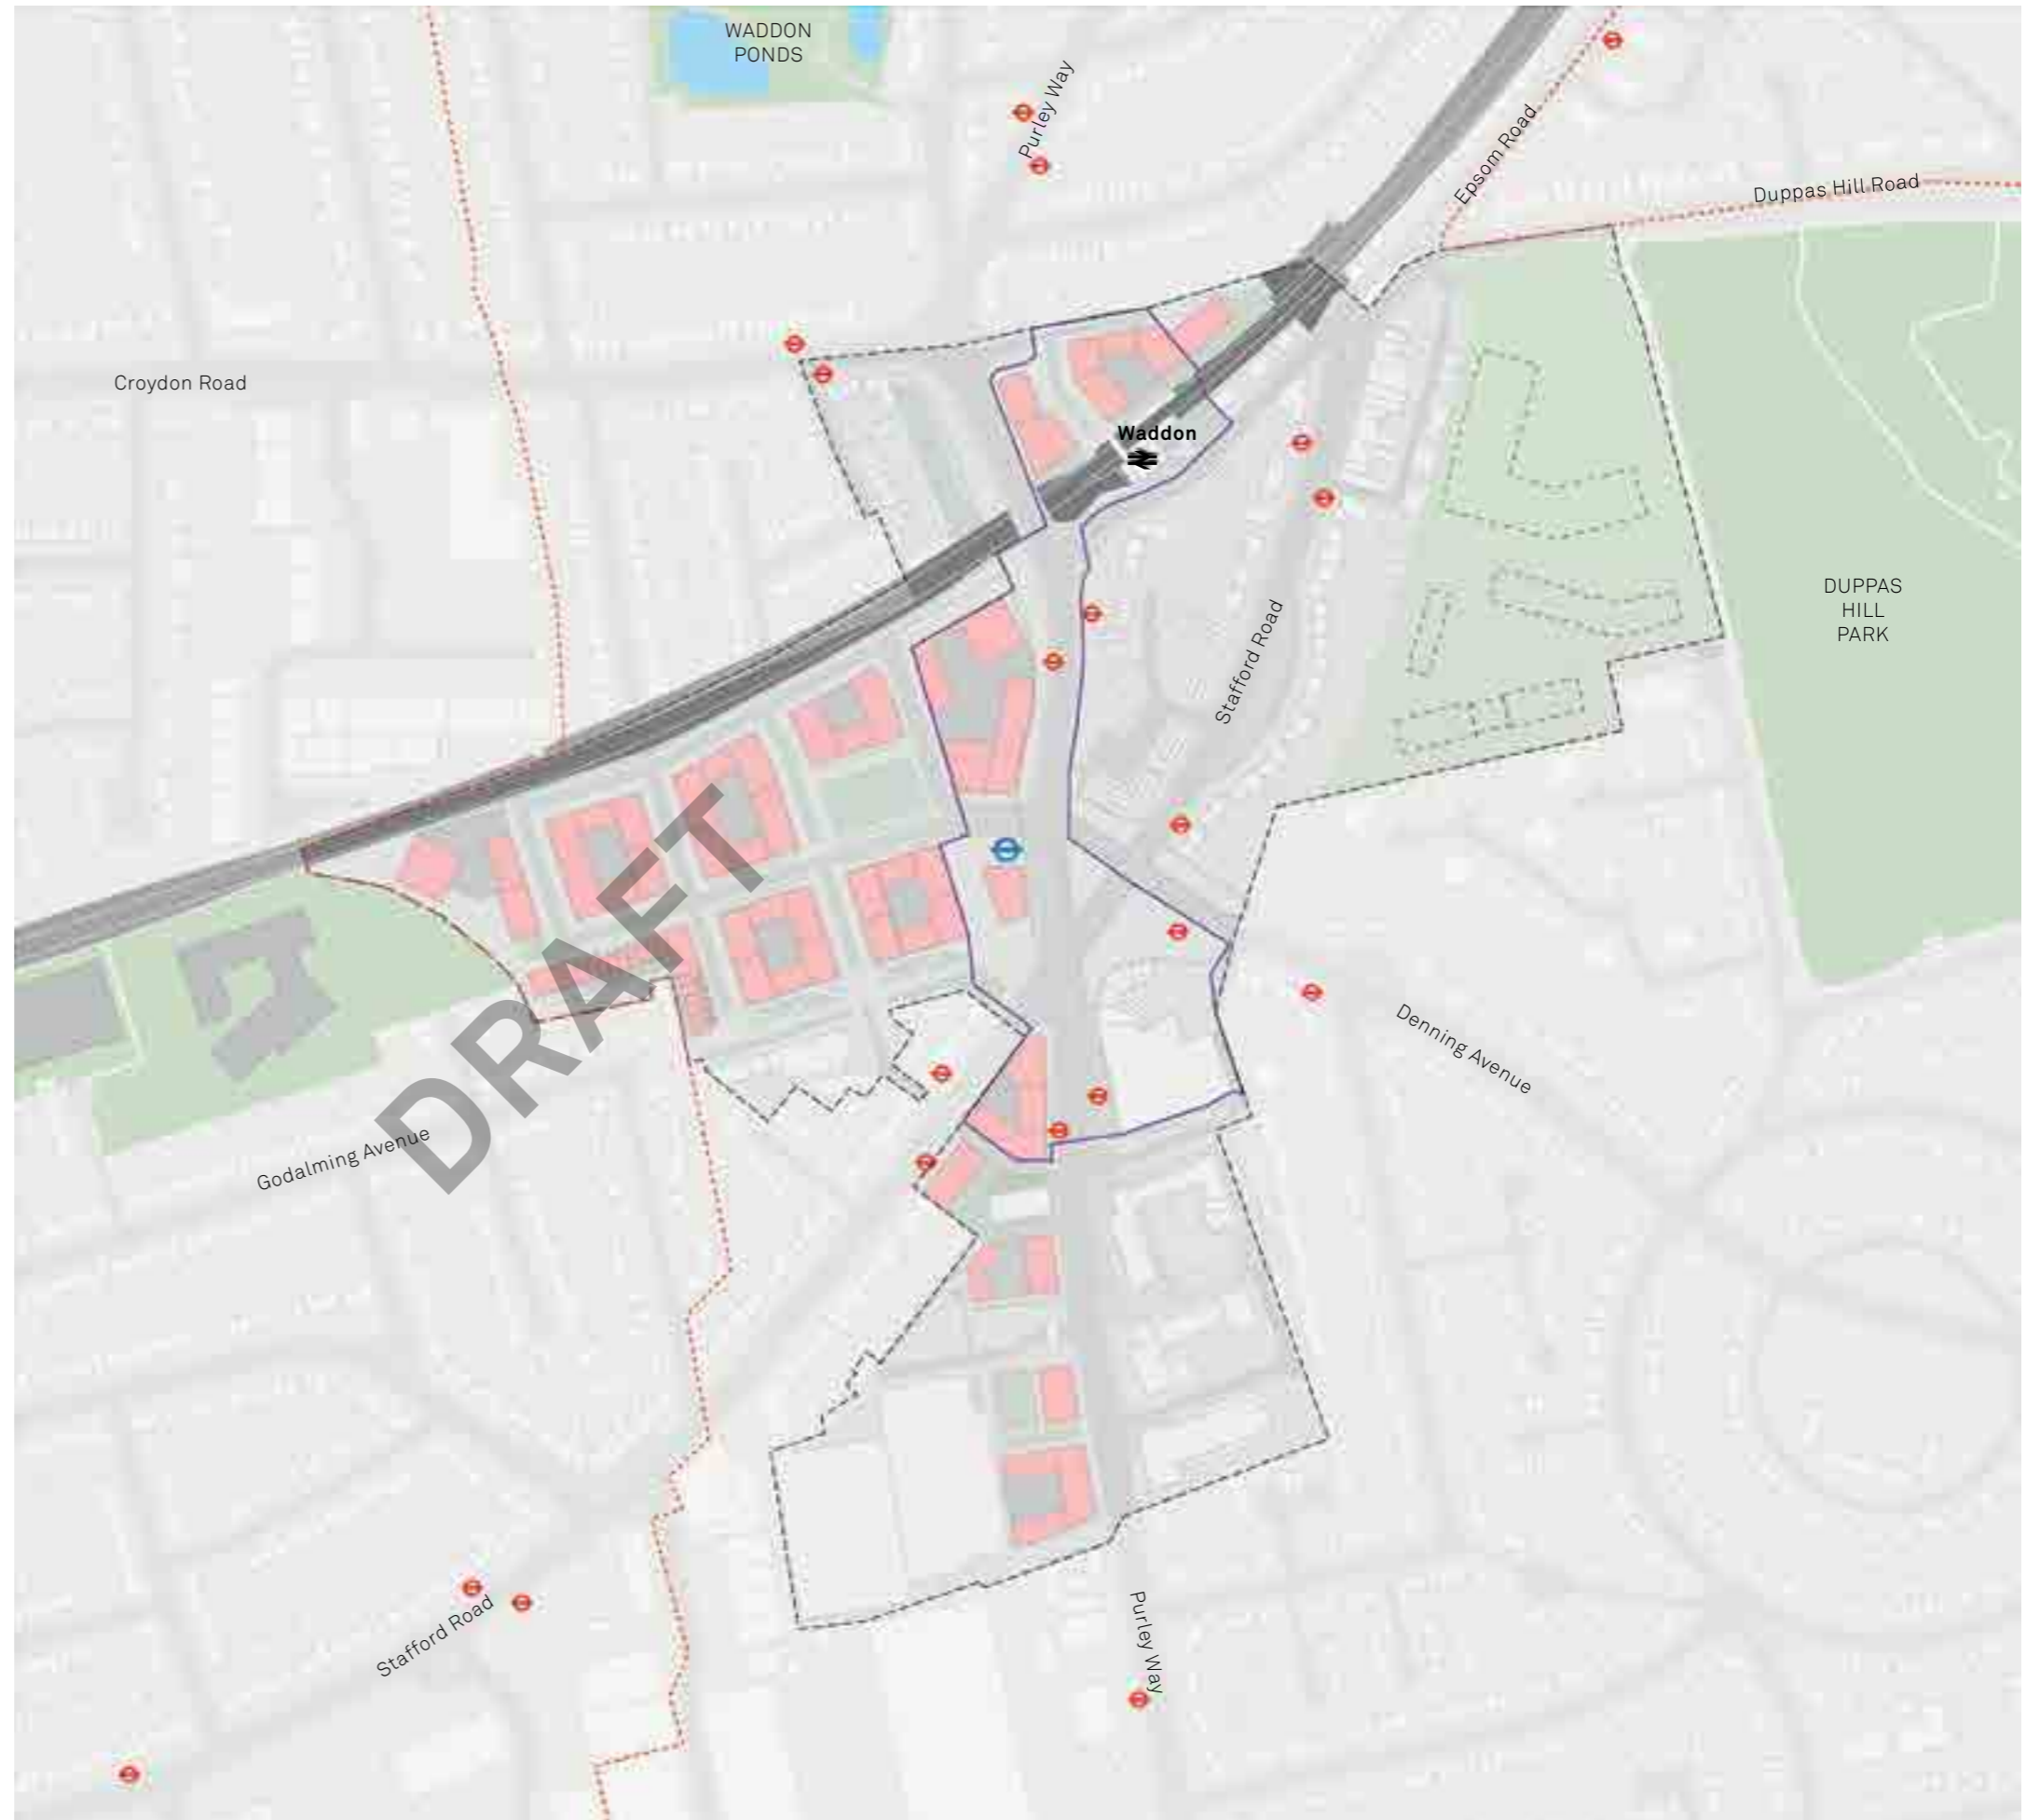 WADDON
PONDS
Purley Way
Epsom Road
Duppas Hill Road
Croydon Road
Waddon
DUPPAS
HILL
PARK
Stafford Road
DRAFT
Denning Avenue
Godalming Avenue
Stafford Road
Purley Way